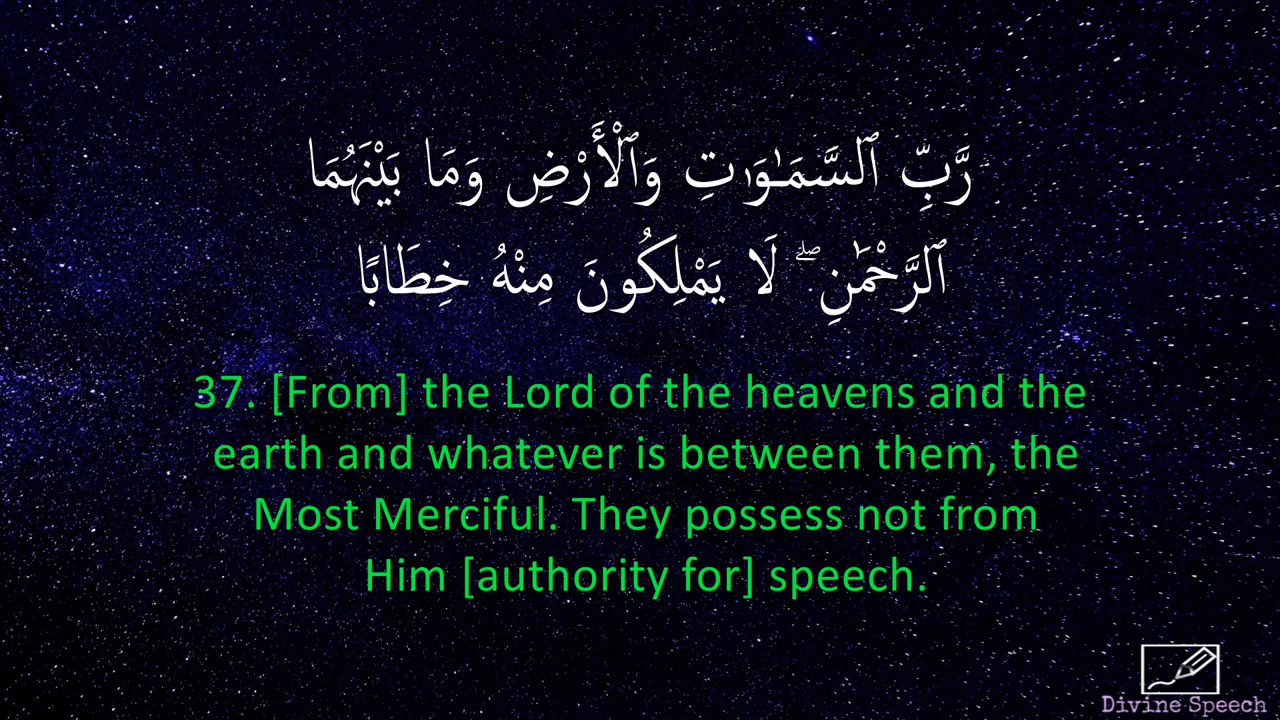 رَّبِّ ٱلسَّمَـٰوَٰتِ وَٱلْأَرْضِ وَمَا بَيْنَهُمَا
ٱلرَّحْمَـٰنِ ۖ لَا يَمْلِكُونَ مِنْهُ خِطَابًا
37. [From] the Lord of the heavens and the
earth and whatever is between them, the
Most Merciful. They possess not from
Him [authority for] speech.
Divine Speech